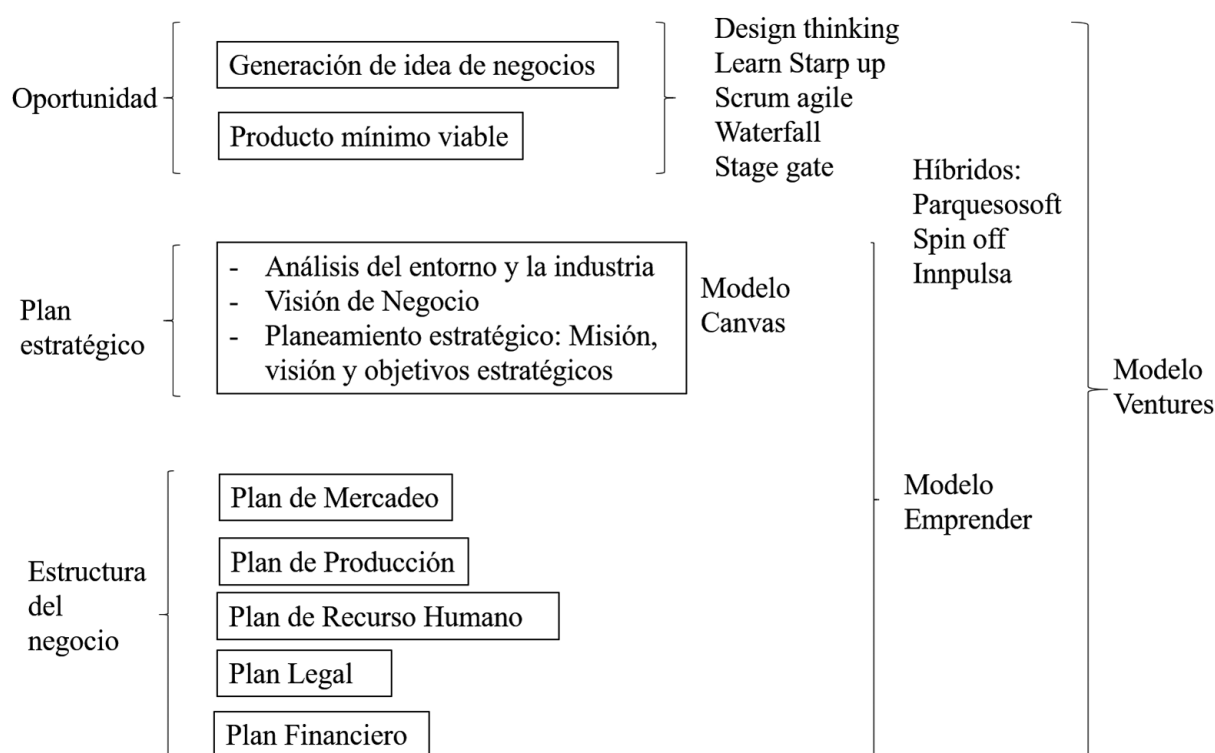 Oportunidad
Generación de idea de negocios
Producto mínimo viable
Design thinking
Learn Starp up
Scrum agile
Waterfall
Stage gate
Híbridos:
Parquesosoft
Spin off
Innpulsa
Plan
estratégico
- Análisis del entorno y la industria
- Visión de Negocio
- Planeamiento estratégico: Misión,
visión y objetivos estratégicos
Modelo
Canvas
Modelo
Ventures
Estructura
del
negocio
Plan de Mercadeo
Plan de Producción
Plan de Recurso Humano
Plan Legal
Plan Financiero
Modelo
Emprender